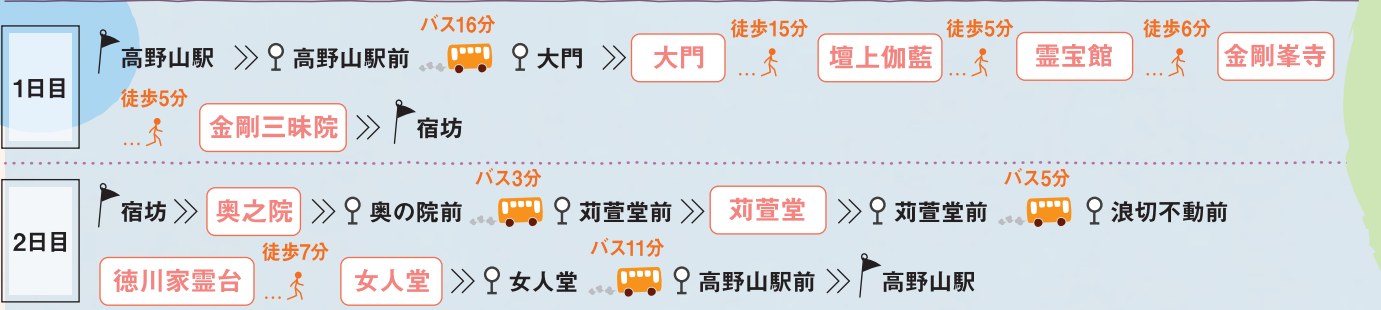 1日目
高野山駅 高野山駅前 バス16分 大門 大門 徒歩15分 壇上伽藍 徒歩5分 霊宝館 徒歩6分 金剛峯寺
徒歩5分 金剛三昧院 宿坊
2日目
宿坊 奥之院 奥の院前 バス3分 苅萱堂前 苅萱堂 苅萱堂前 バス5分 浪切不動前
徳川家霊台 徒歩7分 女人堂 女人堂 バス11分 高野山駅前 高野山駅